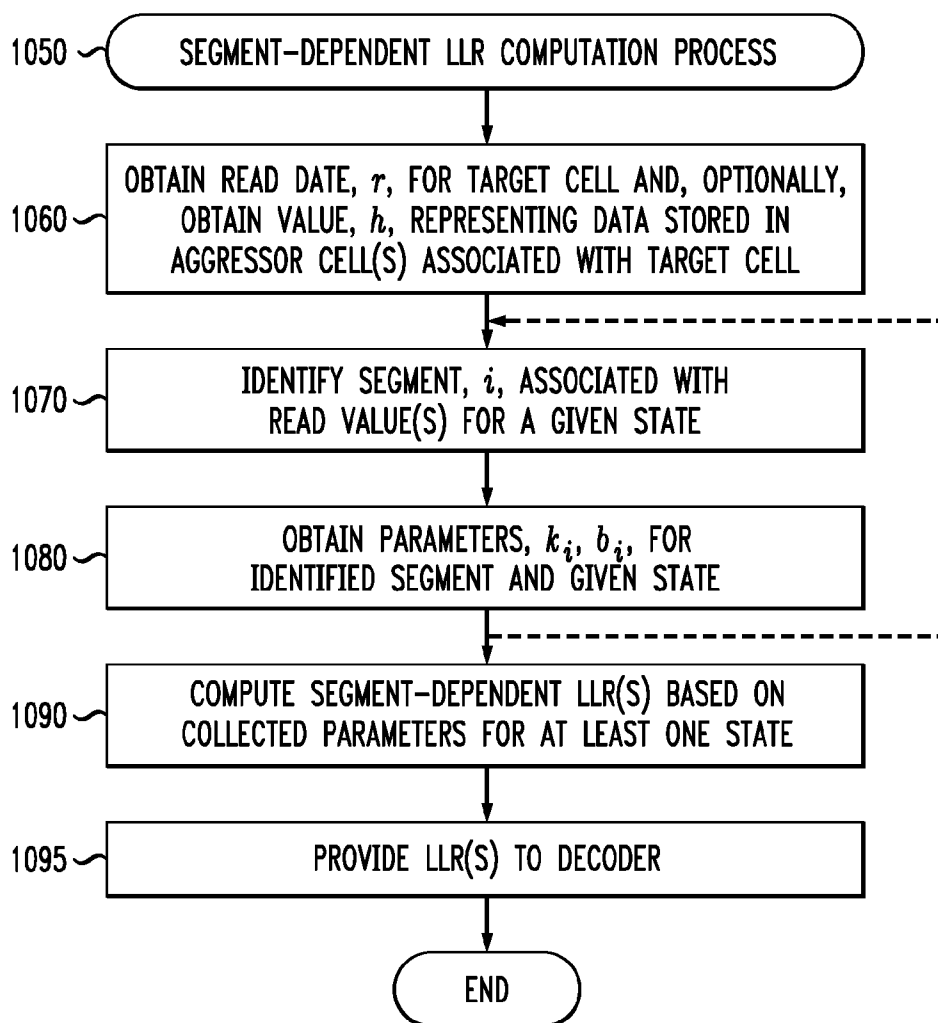 1050 SEGMENT-DEPENDENT LLR COMPUTATION PROCESS
OBTAIN READ DATE, r, FOR TARGET CELL AND, OPTIONALLY,
1060 OBTAIN VALUE, h, REPRESENTING DATA STORED IN
AGGRESSOR CELL(S) ASSOCIATED WITH TARGET CELL
1070 IDENTIFY SEGMENT, i, ASSOCIATED WITH
READ VALUE(S) FOR A GIVEN STATE
1080 OBTAIN PARAMETERS, k_i, b_i, FOR
IDENTIFIED SEGMENT AND GIVEN STATE
1090 COMPUTE SEGMENT-DEPENDENT LLR(S) BASED ON
COLLECTED PARAMETERS FOR AT LEAST ONE STATE
1095 PROVIDE LLR(S) TO DECODER
END